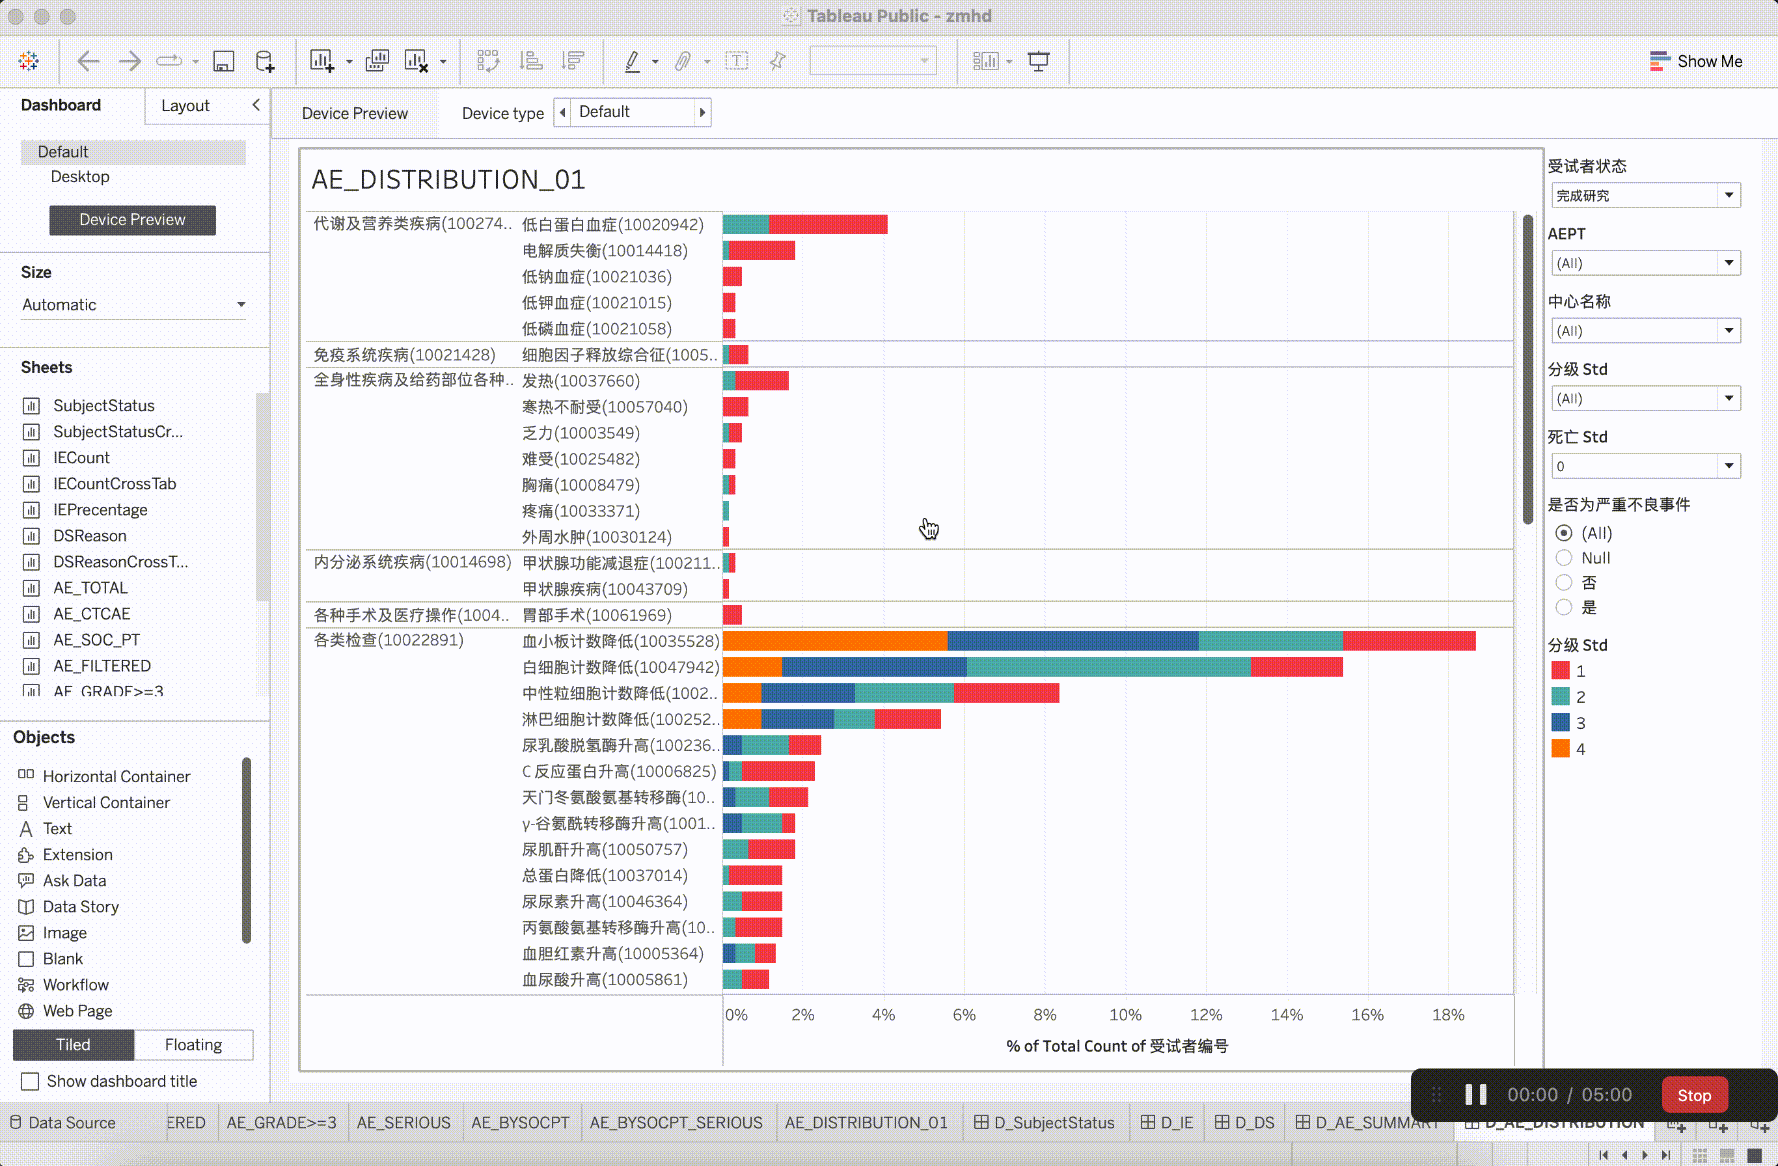 Tableau Public - zmhd
Show Me
Dashboard
Layout
Default
Desktop
Device Preview
Size
Automatic
Sheets
SubjectStatus
SubjectStatusCr...
IECount
IECountCrossTab
IEPrecentage
DSReason
DSReasonCrossT...
AE_TOTAL
AE_CTCAE
AE_SOC_PT
AE_FILTERED
AE_GRADE>=3
Objects
Horizontal Container
Vertical Container
Text
Extension
Ask Data
Data Story
Image
Blank
Workflow
Web Page
Tiled
Floating
Show dashboard title
Device Preview
Device type
Default
AE_DISTRIBUTION_01
代谢及营养类疾病(100274.. 低白蛋白血症(10020942)
电解质失衡(10014418)
低钠血症(10021036)
低钾血症(10021015)
低磷血症(10021058)
免疫系统疾病(10021428) 细胞因子释放综合征(1005..
全身性疾病及给药部位各种.. 发热(10037660)
寒热不耐受(10057040)
乏力(10003549)
难受(10025482)
胸痛(10008479)
疼痛(10033371)
外周水肿(10030124)
内分泌系统疾病(10014698) 甲状腺功能减退症(100211..
甲状腺疾病(10043709)
各种手术及医疗操作(1004.. 胃部手术(10061969)
各类检查(10022891) 血小板计数降低(10035528)
白细胞计数降低(10047942)
中性粒细胞计数降低(1002..
淋巴细胞计数降低(100252..
尿乳酸脱氢酶升高(100236..
C 反应蛋白升高(10006825)
天门冬氨酸氨基转移酶(10..
γ-谷氨酰转移酶升高(1001..
尿肌酐升高(10050757)
总蛋白降低(10037014)
尿尿素升高(10046364)
丙氨酸氨基转移酶升高(10..
血胆红素升高(10005364)
血尿酸升高(10005861)
0% 2% 4% 6% 8% 10% 12% 14% 16% 18%
% of Total Count of 受试者编号
受试者状态
完成研究
AEPT
(All)
中心名称
(All)
分级 Std
(All)
死亡 Std
0
是否为严重不良事件
(All)
Null
否
是
分级 Std
1
2
3
4
00:00 / 05:00
Stop
Data Source
ERED
AE_GRADE>=3
AE_SERIOUS
AE_BYSOCPT
AE_BYSOCPT_SERIOUS
AE_DISTRIBUTION_01
D_SubjectStatus
D_IE
D_DS
D_AE_SUMMARY
D_AE_DISTRIBUTION